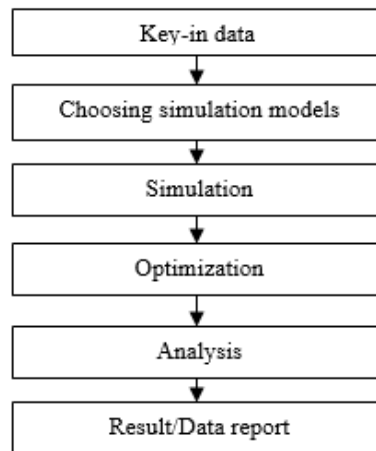 Key-in data
Choosing simulation models
Simulation
Optimization
Analysis
Result/Data report